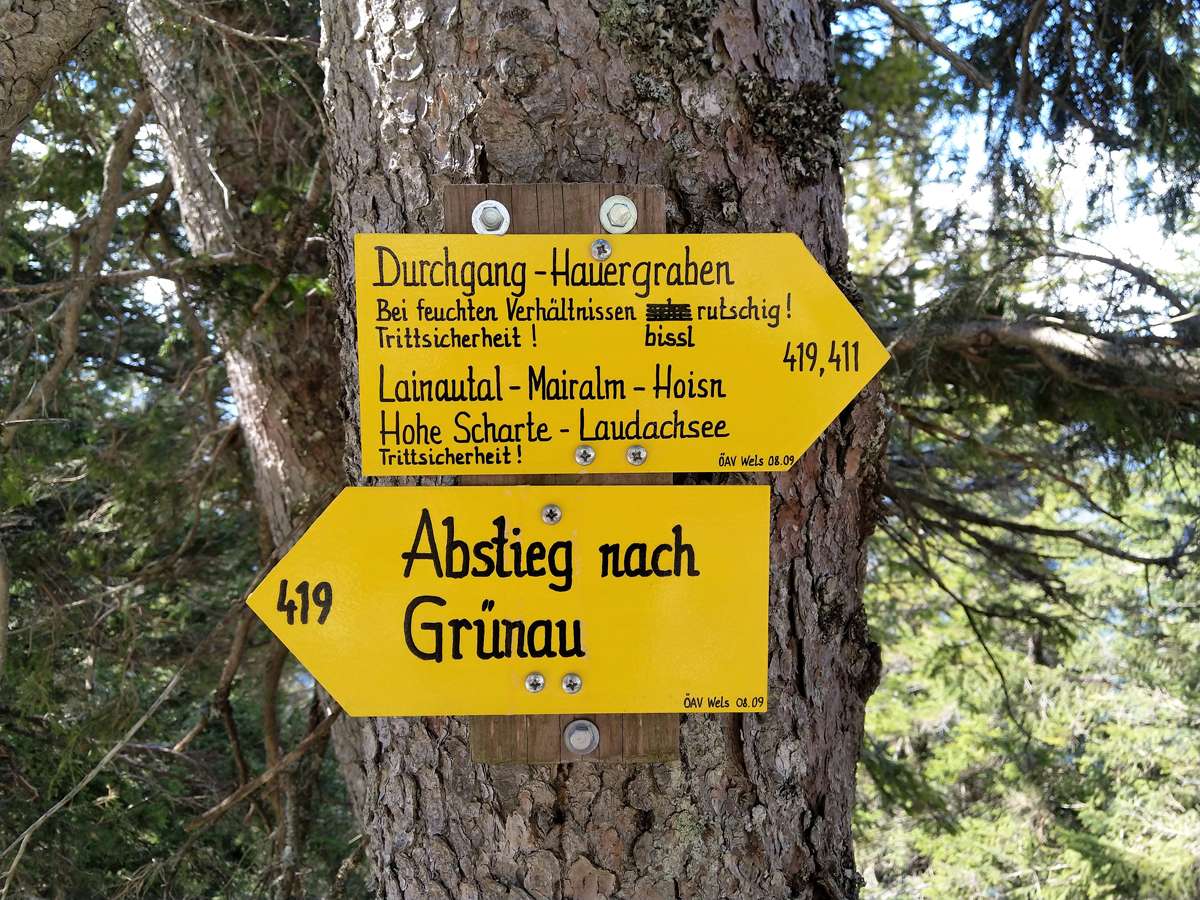 Durchgang - Hauergraben
Bei feuchten Verhältnissen rutschig!
Trittsicherheit! bissl
419, 411
Lainautal - Mairalm - Hoisn
Hohe Scharte - Laudachsee
Trittsicherheit!
ÖAV Wels 08.09
Abstieg nach
419
Grünau
ÖAV Wels 08.09